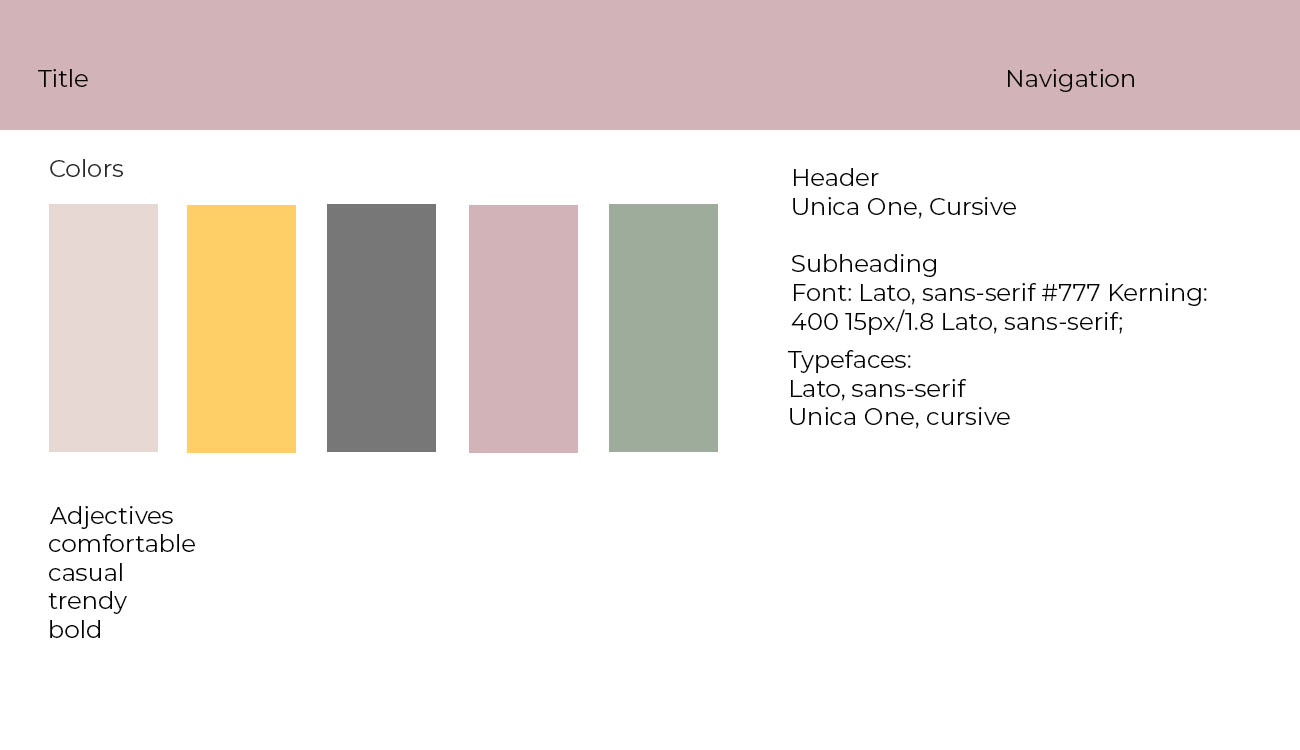 Title
Navigation
Colors
Header
Unica One, Cursive
Subheading
Font: Lato, sans-serif #777 Kerning:
400 15px/1.8 Lato, sans-serif;
Typefaces:
Lato, sans-serif
Unica One, cursive
Adjectives
comfortable
casual
trendy
bold